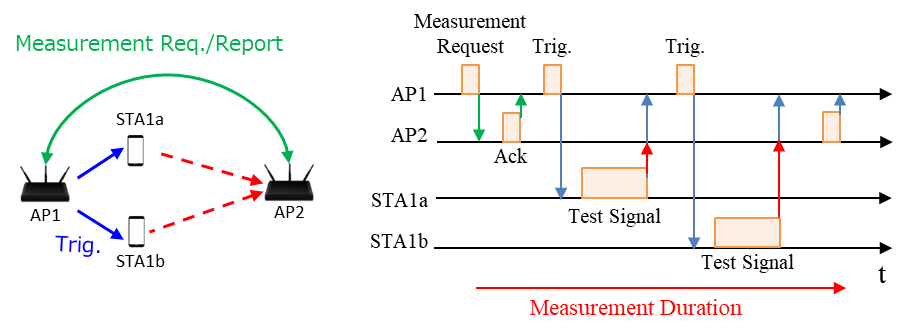 Measurement Req./Report
STA1a
AP1
AP2
Trig.
STA1b
Measurement
Request
Trig.
Trig.
AP1
AP2
Ack
STA1a
Test Signal
STA1b
Test Signal
t
Measurement Duration